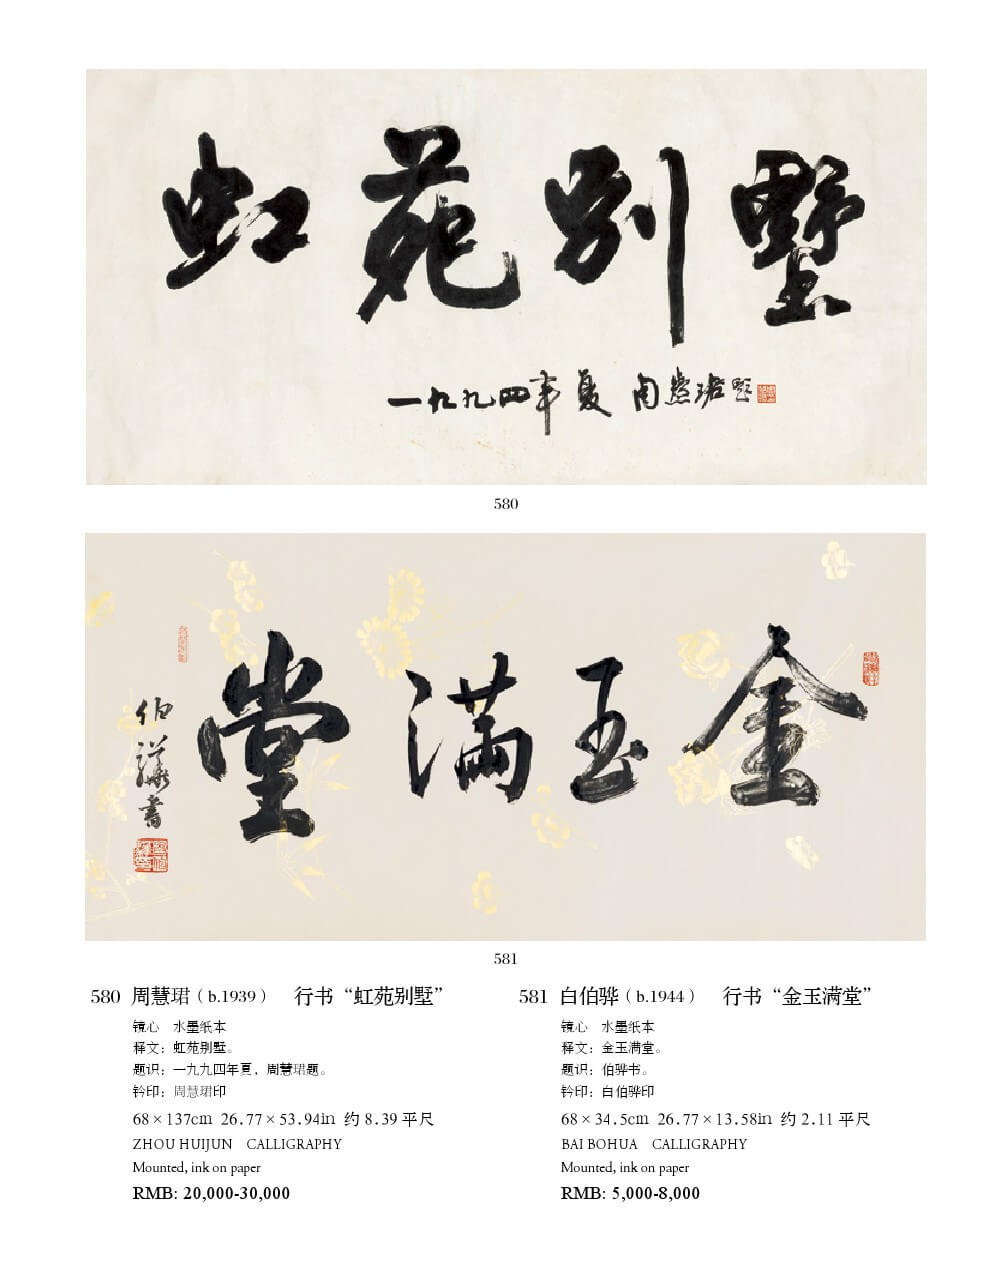 虹苑别墅
一九九四年夏 周慧珺题
580
金玉满堂
伯骅书
581
580 周慧珺（b.1939） 行书“虹苑别墅”
镜心 水墨纸本
释文：虹苑别墅。
题识：一九九四年夏，周慧珺题。
钤印：周慧珺印
68×137cm 26.77×53.94in 约 8.39 平尺
ZHOU HUIJUN CALLIGRAPHY
Mounted, ink on paper
RMB: 20,000-30,000
581 白伯骅（b.1944） 行书“金玉满堂”
镜心 水墨纸本
释文：金玉满堂。
题识：伯骅书。
钤印：白伯骅印
68×34.5cm 26.77×13.58in 约 2.11 平尺
BAI BOHUA CALLIGRAPHY
Mounted, ink on paper
RMB: 5,000-8,000